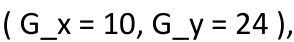 ( G_x = 10, G_y = 24 ),